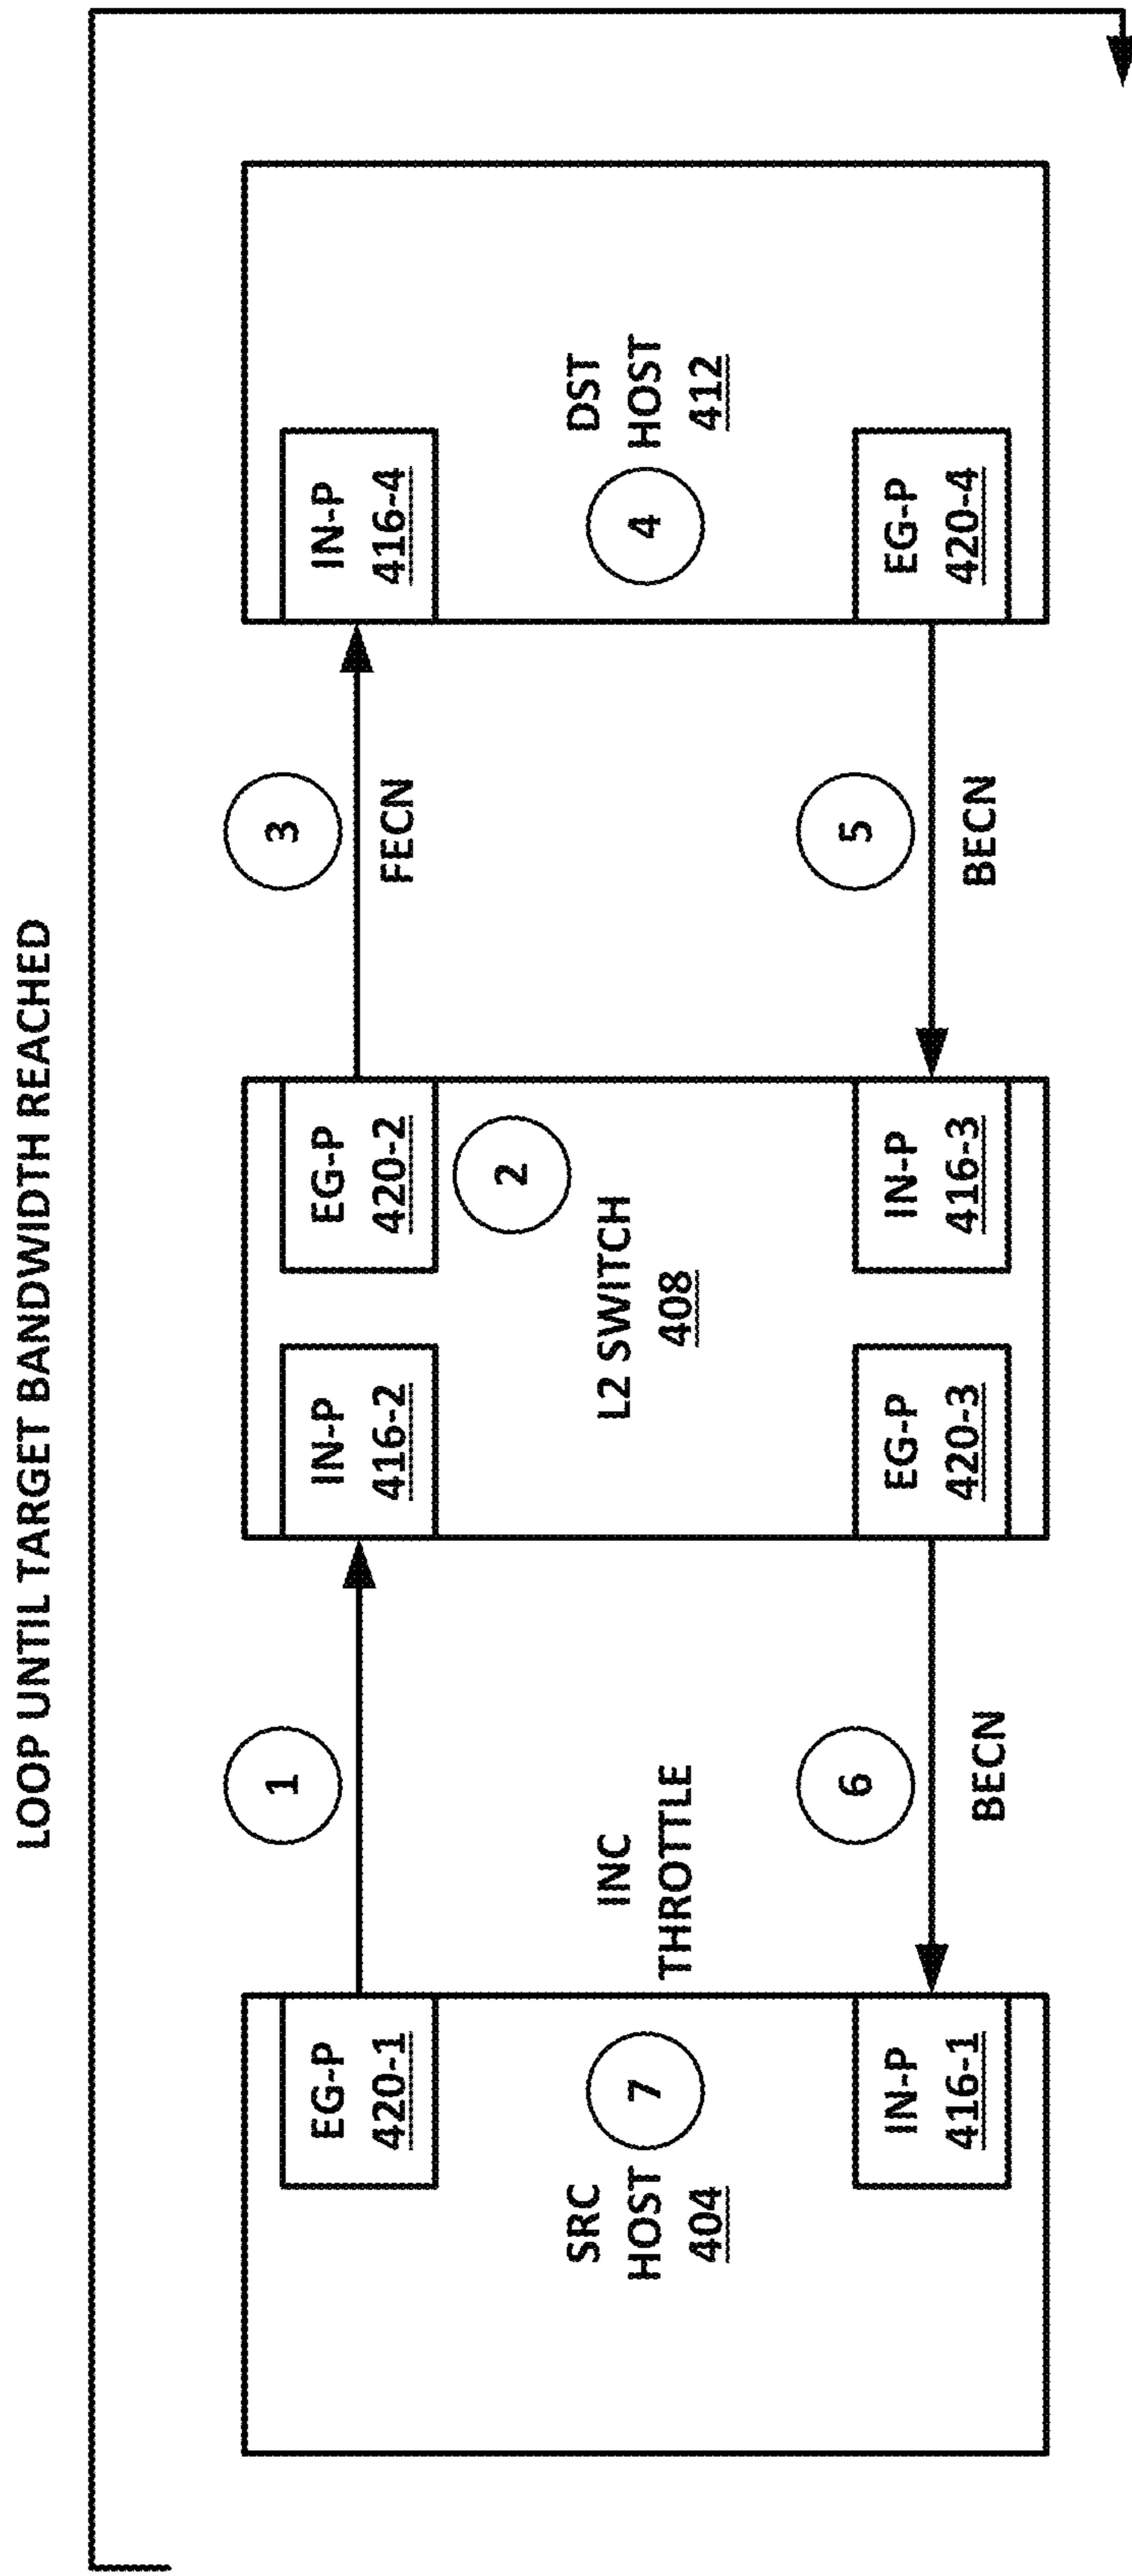 LOOP UNTIL TARGET BANDWIDTH REACHED
SRC
HOST
404
7
EG-P
420-1
IN-P
416-1
1
INC
THROTTLE
6
BECN
IN-P
416-2
EG-P
420-2
2
L2 SWITCH
408
EG-P
420-3
IN-P
416-3
3
FECN
5
BECN
IN-P
416-4
4
DST
HOST
412
EG-P
420-4